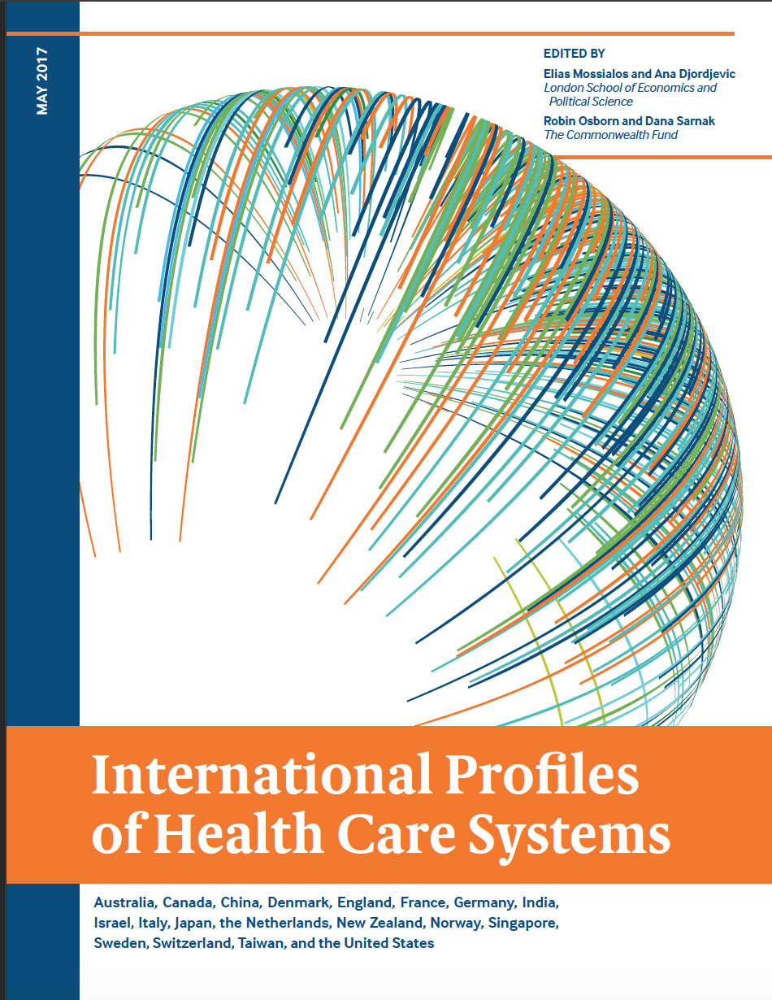 MAY 2017
EDITED BY
Elias Mossialos and Ana Djordjevic
London School of Economics and
Political Science
Robin Osborn and Dana Sarnak
The Commonwealth Fund
International Profiles
of Health Care Systems
Australia, Canada, China, Denmark, England, France, Germany, India,
Israel, Italy, Japan, the Netherlands, New Zealand, Norway, Singapore,
Sweden, Switzerland, Taiwan, and the United States